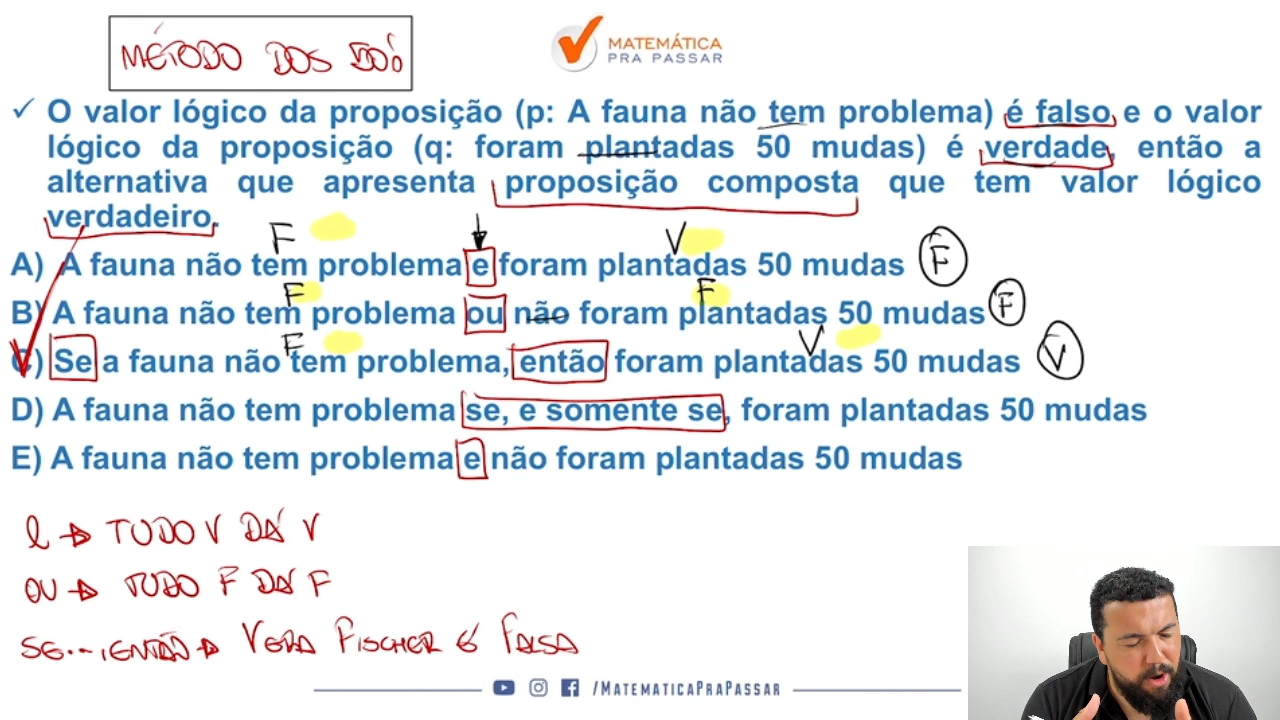 MÉTODO DOS
MATEMÁTICA
PRA PASSAR
✓ O valor lógico da proposição (p: A fauna não tem problema) é falso e o valor
lógico da proposição (q: foram plantadas 50 mudas) é verdade, então a
alternativa que apresenta proposição composta que tem valor lógico
verdadeiro.
F V
A) A fauna não tem problema e foram plantadas 50 mudas F
F F
B) A fauna não tem problema ou não foram plantadas 50 mudas F
F V
C) Se a fauna não tem problema, então foram plantadas 50 mudas V
D) A fauna não tem problema se, e somente se, foram plantadas 50 mudas
E) A fauna não tem problema e não foram plantadas 50 mudas
e → TUDO V DÁ V
OU → TUDO F DÁ F
SE...,ENTÃO → VERA FISCHER É FALSA
/MATEMATICAPRAPASSAR